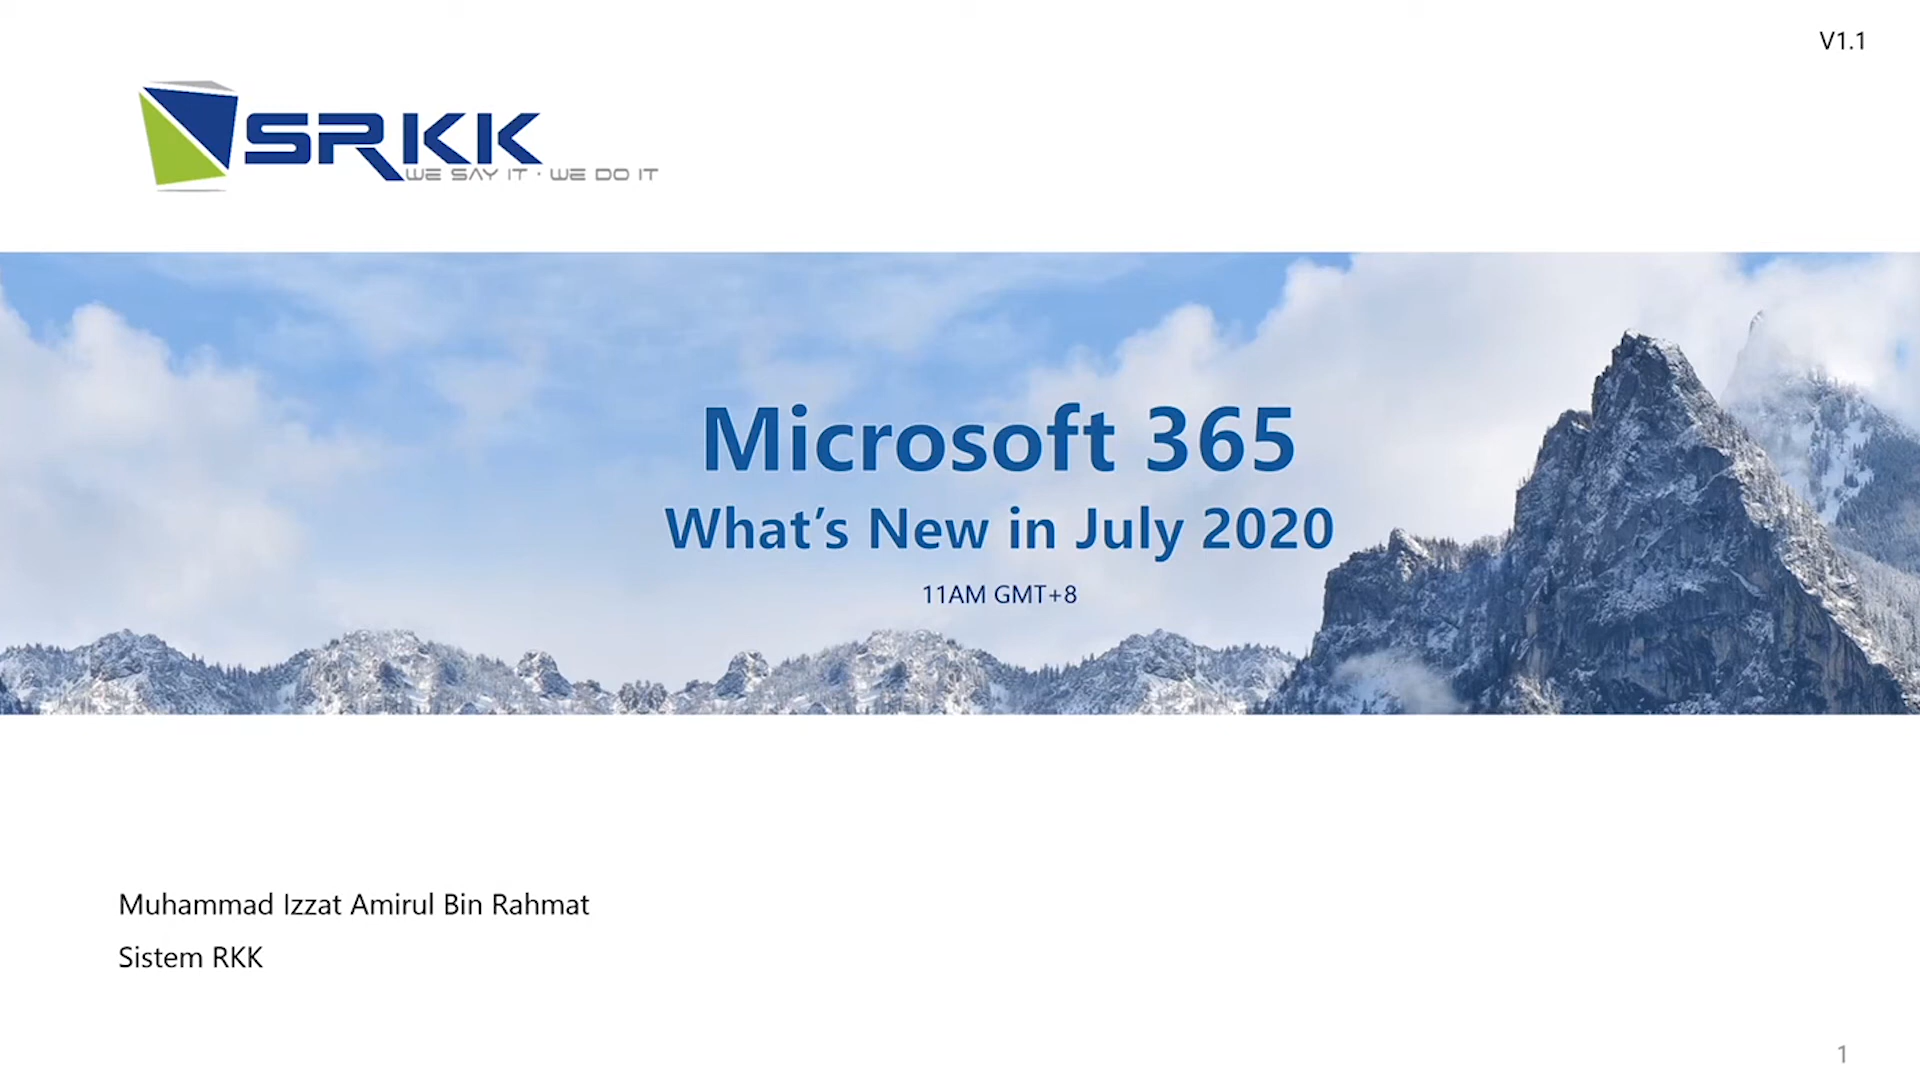 V1.1
SRKK
WE SAY IT · WE DO IT
Microsoft 365
What’s New in July 2020
11AM GMT+8
Muhammad Izzat Amirul Bin Rahmat
Sistem RKK
1